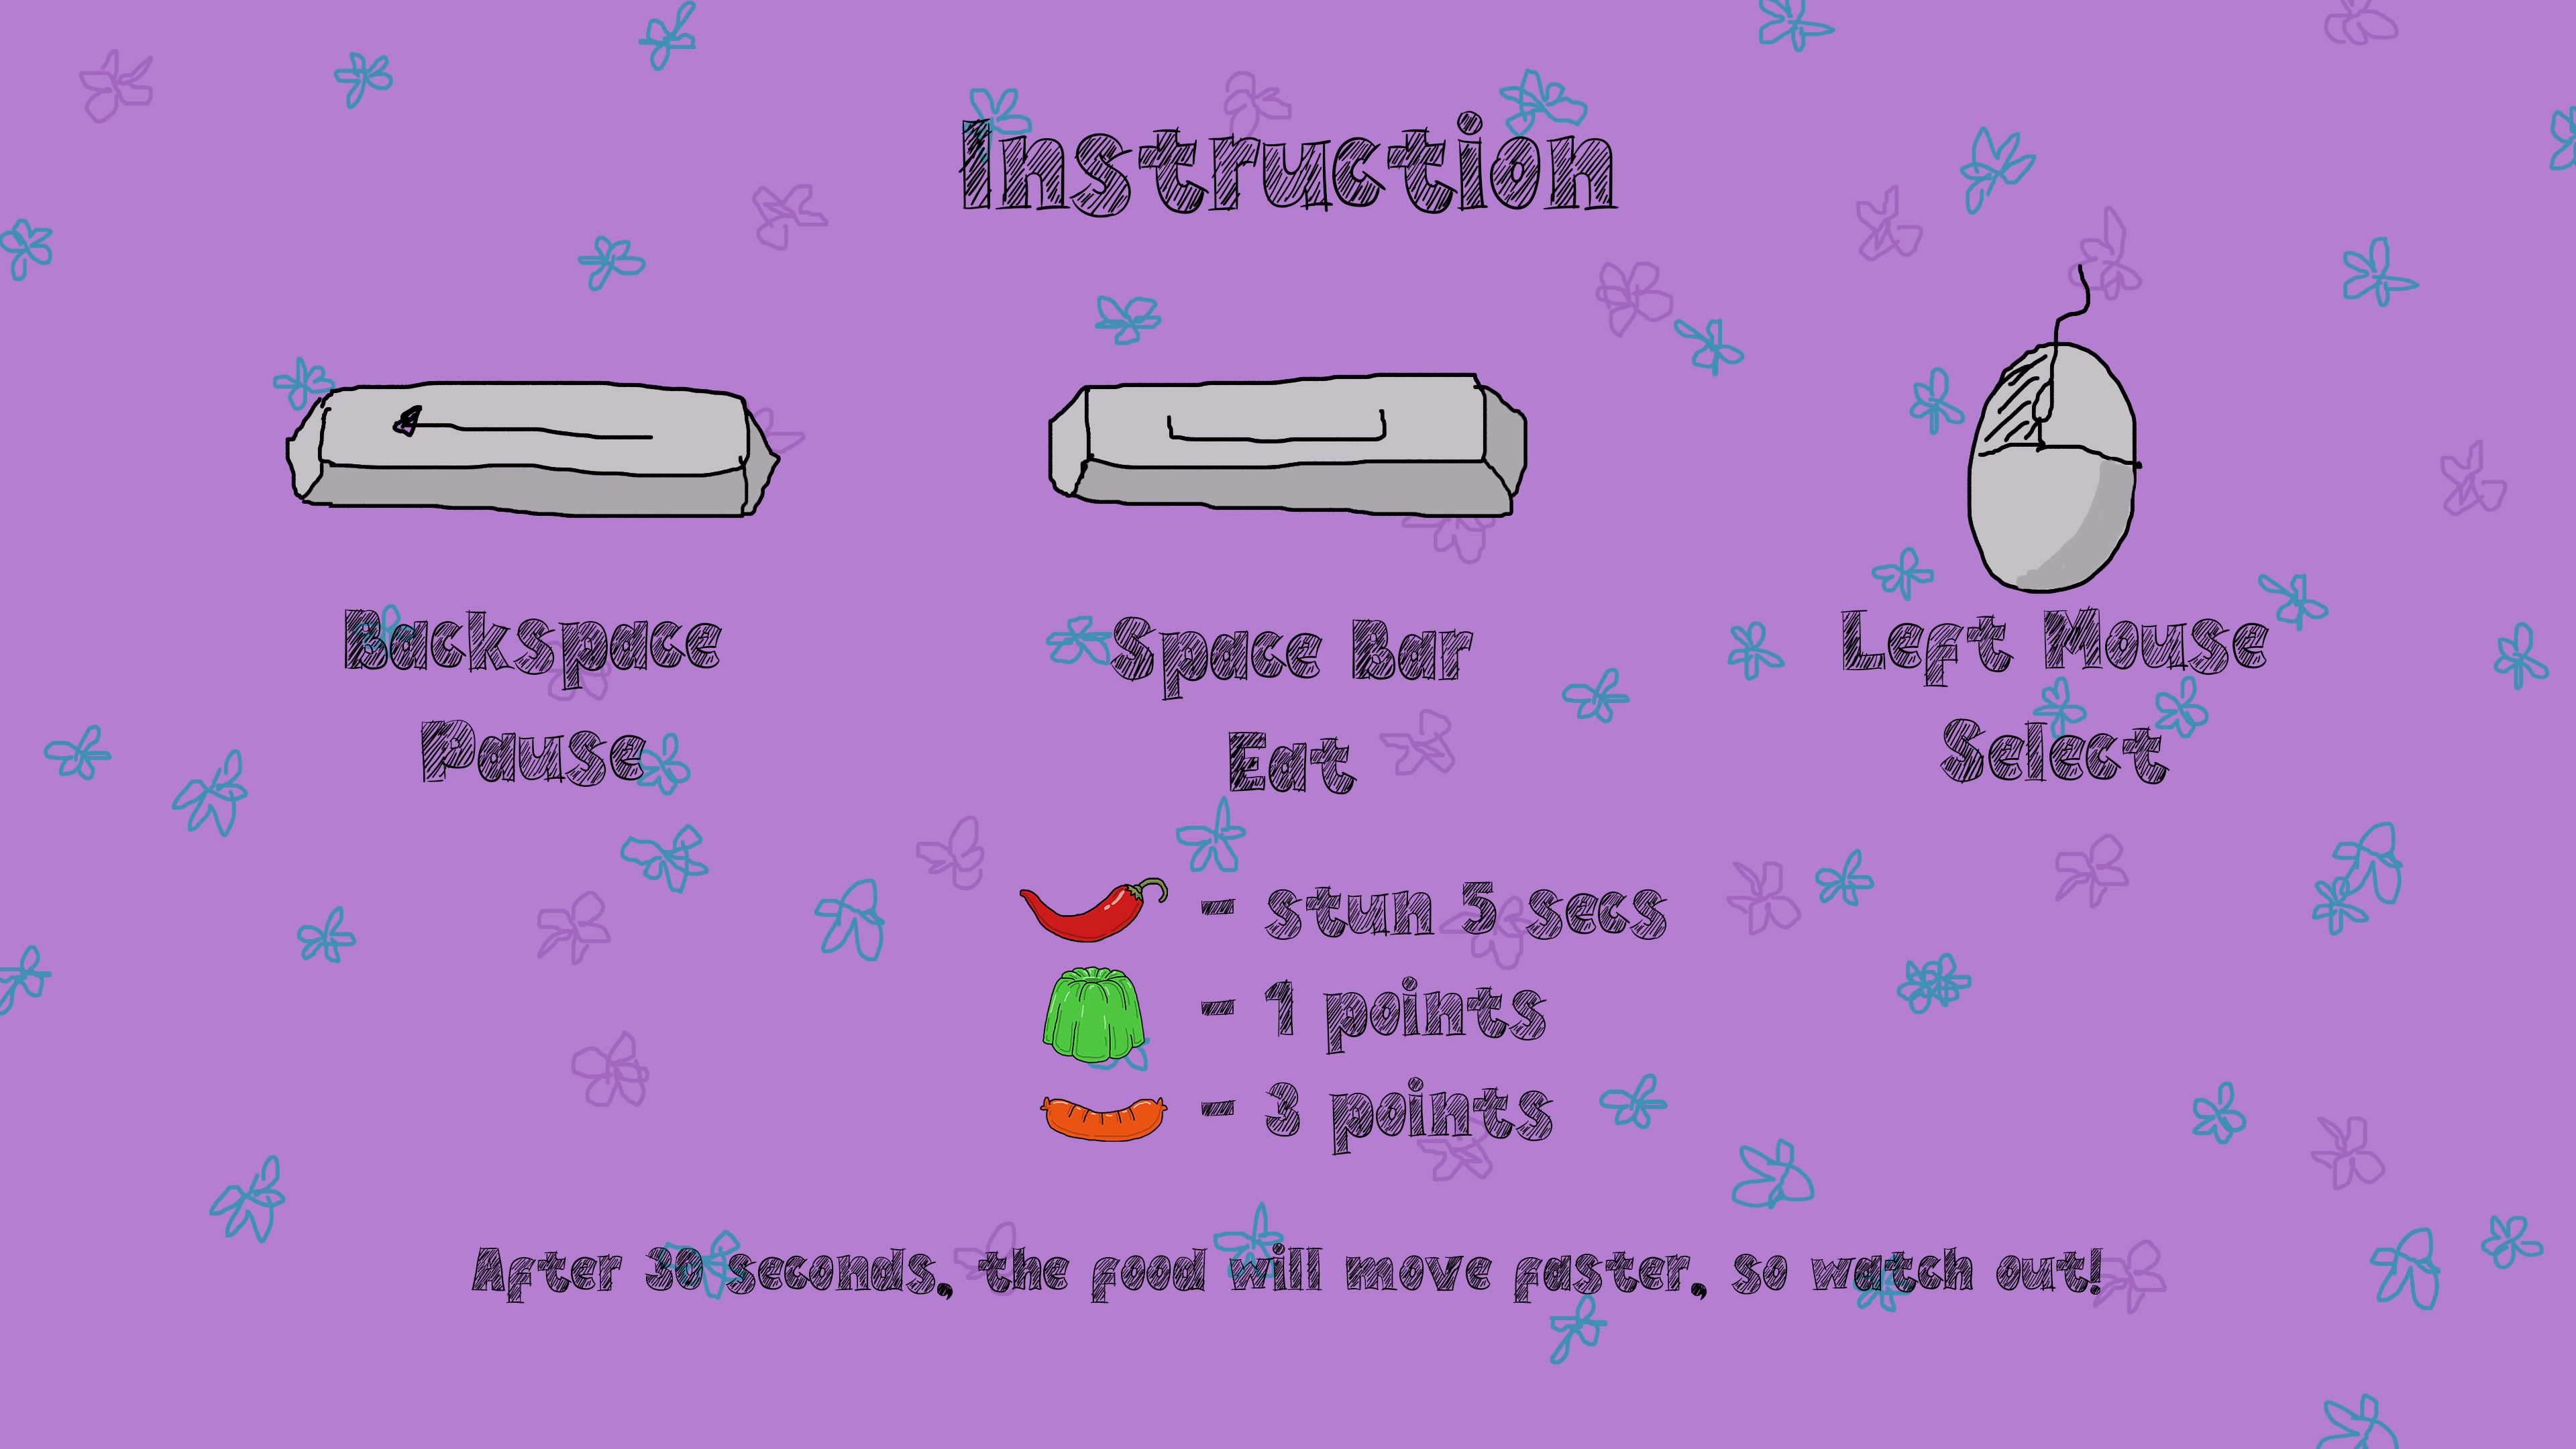 Instruction
Backspace
Pause
Space Bar
Eat
Left Mouse
Select
- stun 5 secs
- 1 points
- 3 points
After 30 seconds, the food will move faster, so watch out!